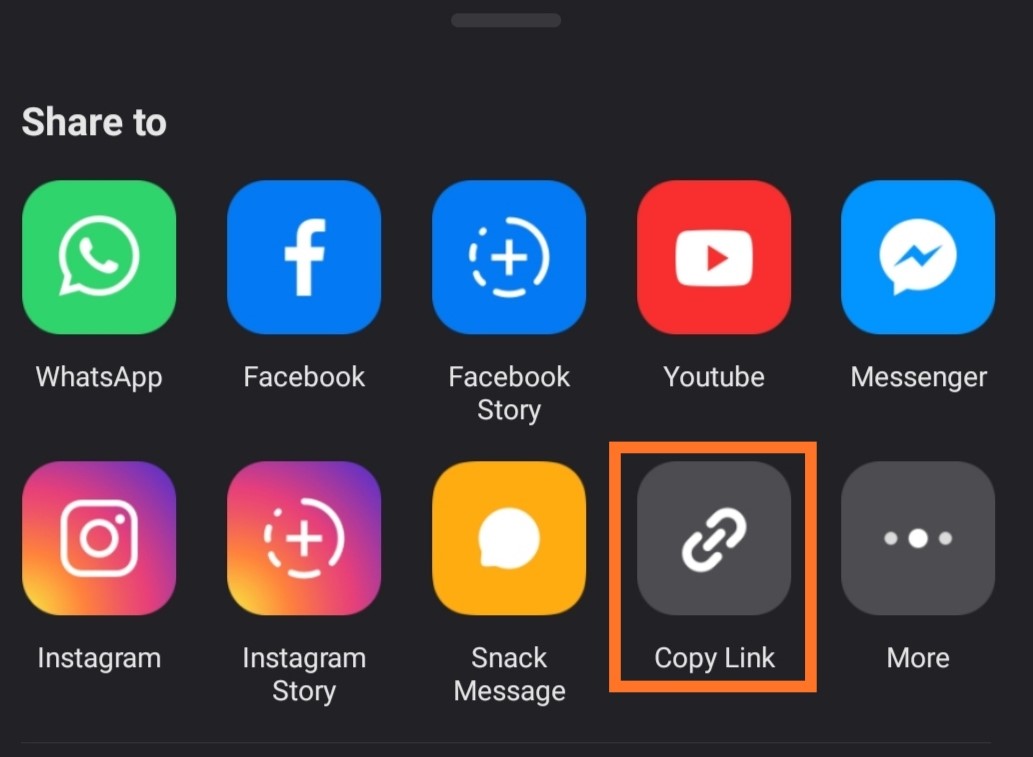 Share to
WhatsApp
Facebook
Facebook
Story
Youtube
Messenger
Instagram
Instagram
Story
Snack
Message
Copy Link
More